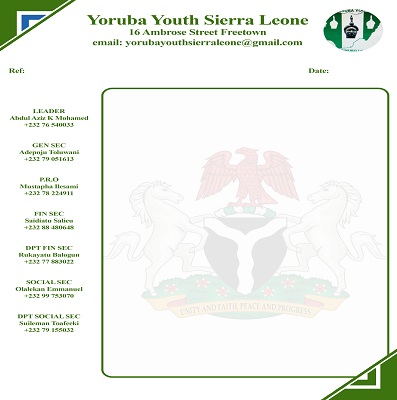 Yoruba Youth Sierra Leone
16 Ambrose Street Freetown
email: yorubayouthsierraleone@gmail.com
Ref:
Date:
LEADER
Abdul Aziz K Mohamed
+232 76 540033
GEN SEC
Adepoju Toluwani
+232 79 051613
P.R.O
Mustapha Ilesami
+232 78 224911
FIN SEC
Saidiatu Salieu
+232 88 480648
DPT FIN SEC
Rukayatu Balogun
+232 77 883022
SOCIAL SEC
Olalekan Emmanuel
+232 99 753070
DPT SOCIAL SEC
Suileman Toafeeki
+232 79 155032
UNITY AND FAITH, PEACE AND PROGRESS